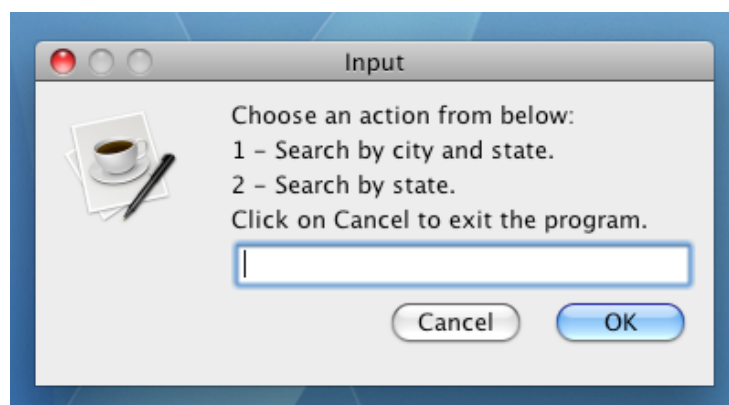 Input
Choose an action from below:
1 – Search by city and state.
2 – Search by state.
Click on Cancel to exit the program.
Cancel
OK